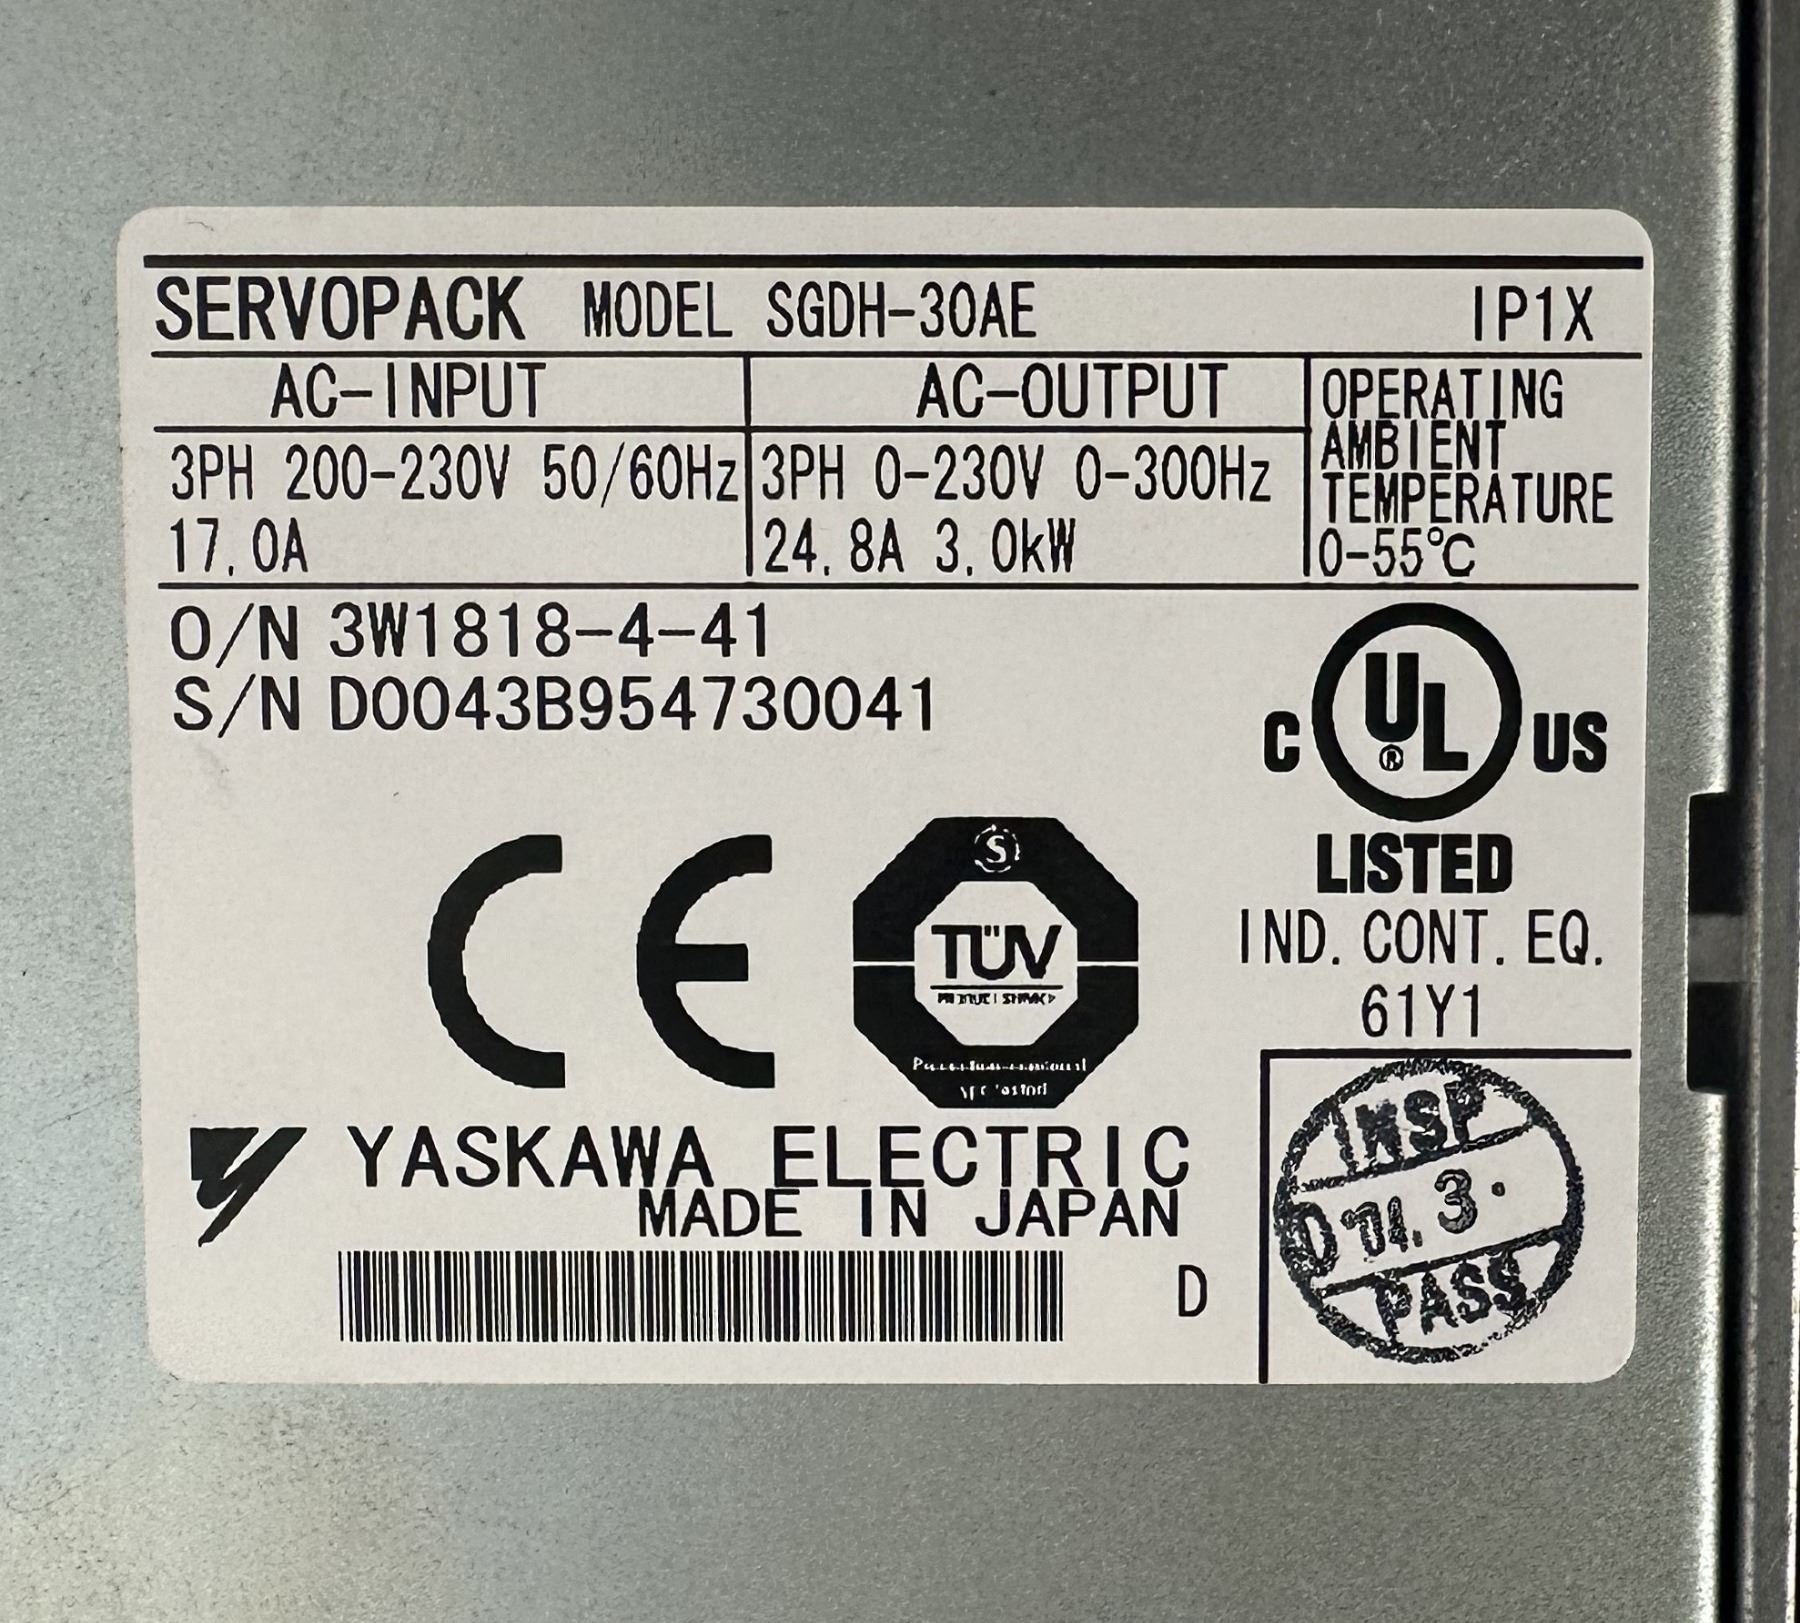 SERVOPACK MODEL SGDH-30AE IP1X
AC-INPUT AC-OUTPUT
3PH 200-230V 50/60Hz 3PH 0-230V 0-300Hz
17.0A 24.8A 3.0kW
OPERATING
AMBIENT
TEMPERATURE
0-55℃
O/N 3W1818-4-41
S/N D0043B954730041
C UL ® US
LISTED
IND. CONT. EQ.
61Y1
CE
S
TÜV
YASKAWA ELECTRIC
MADE IN JAPAN
D
INSP
3.
PASS